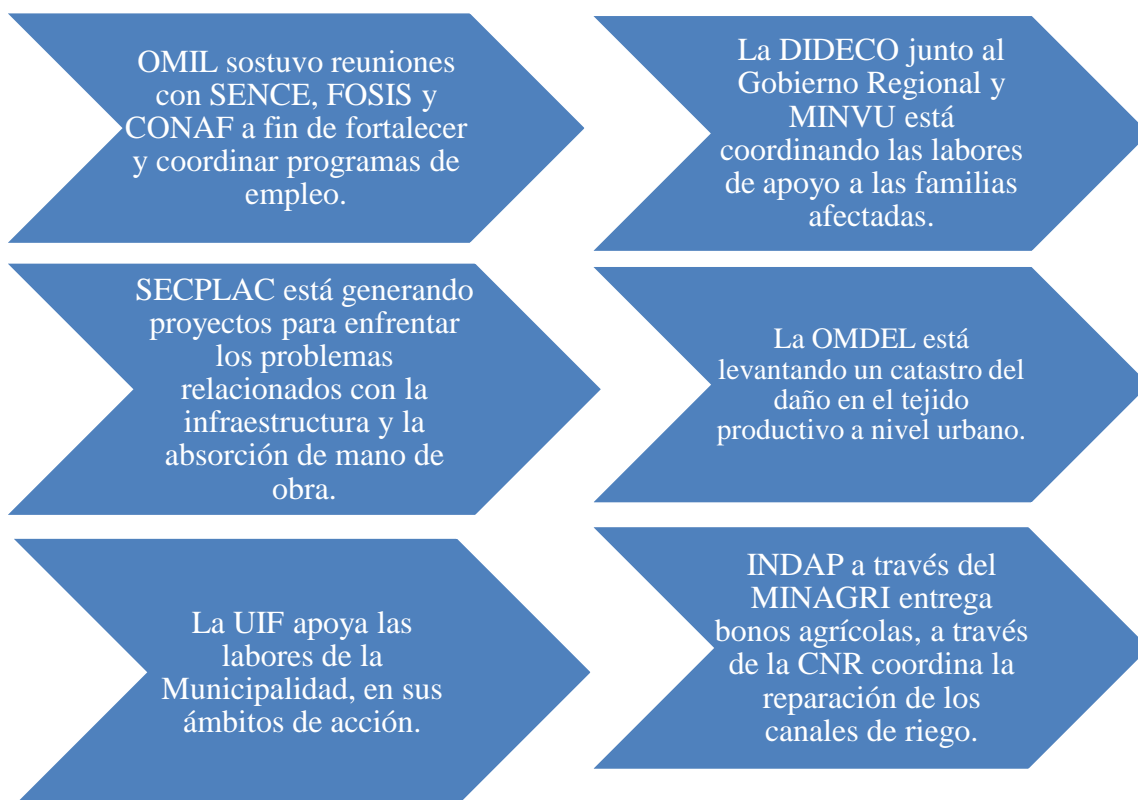 OMIL sostuvo reuniones
con SENCE, FOSIS y
CONAF a fin de fortalecer
y coordinar programas de
empleo.
La DIDECO junto al
Gobierno Regional y
MINVU está
coordinando las labores
de apoyo a las familias
afectadas.
SECPLAC está generando
proyectos para enfrentar
los problemas
relacionados con la
infraestructura y la
absorción de mano de
obra.
La OMDEL está
levantando un catastro del
daño en el tejido
productivo a nivel urbano.
La UIF apoya las
labores de la
Municipalidad, en sus
ámbitos de acción.
INDAP a través del
MINAGRI entrega
bonos agrícolas, a través
de la CNR coordina la
reparación de los
canales de riego.